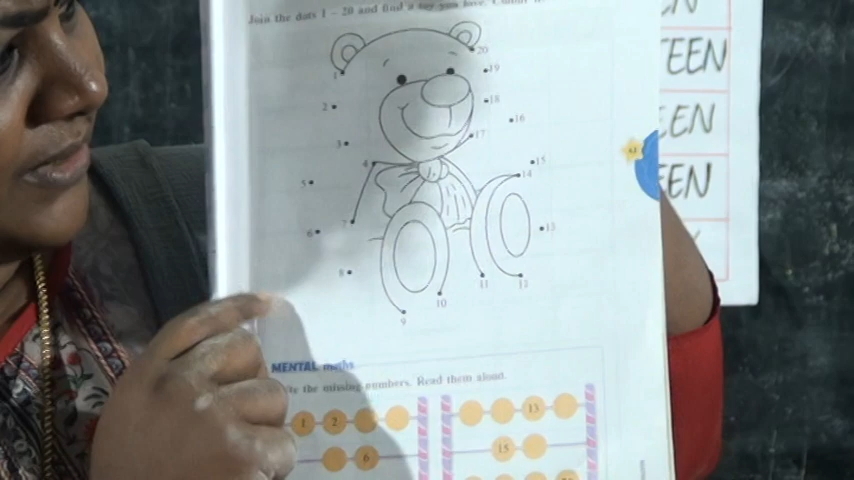 Join the dots 1 – 20 and find a toy you love.
20
1
19
2
18
16
17
3
4
15
14
5
7
6
13
8
11
10
9
MENTAL maths
the missing numbers. Read them aloud.
1 2 13
6 15
TEEN
EEN
EEN